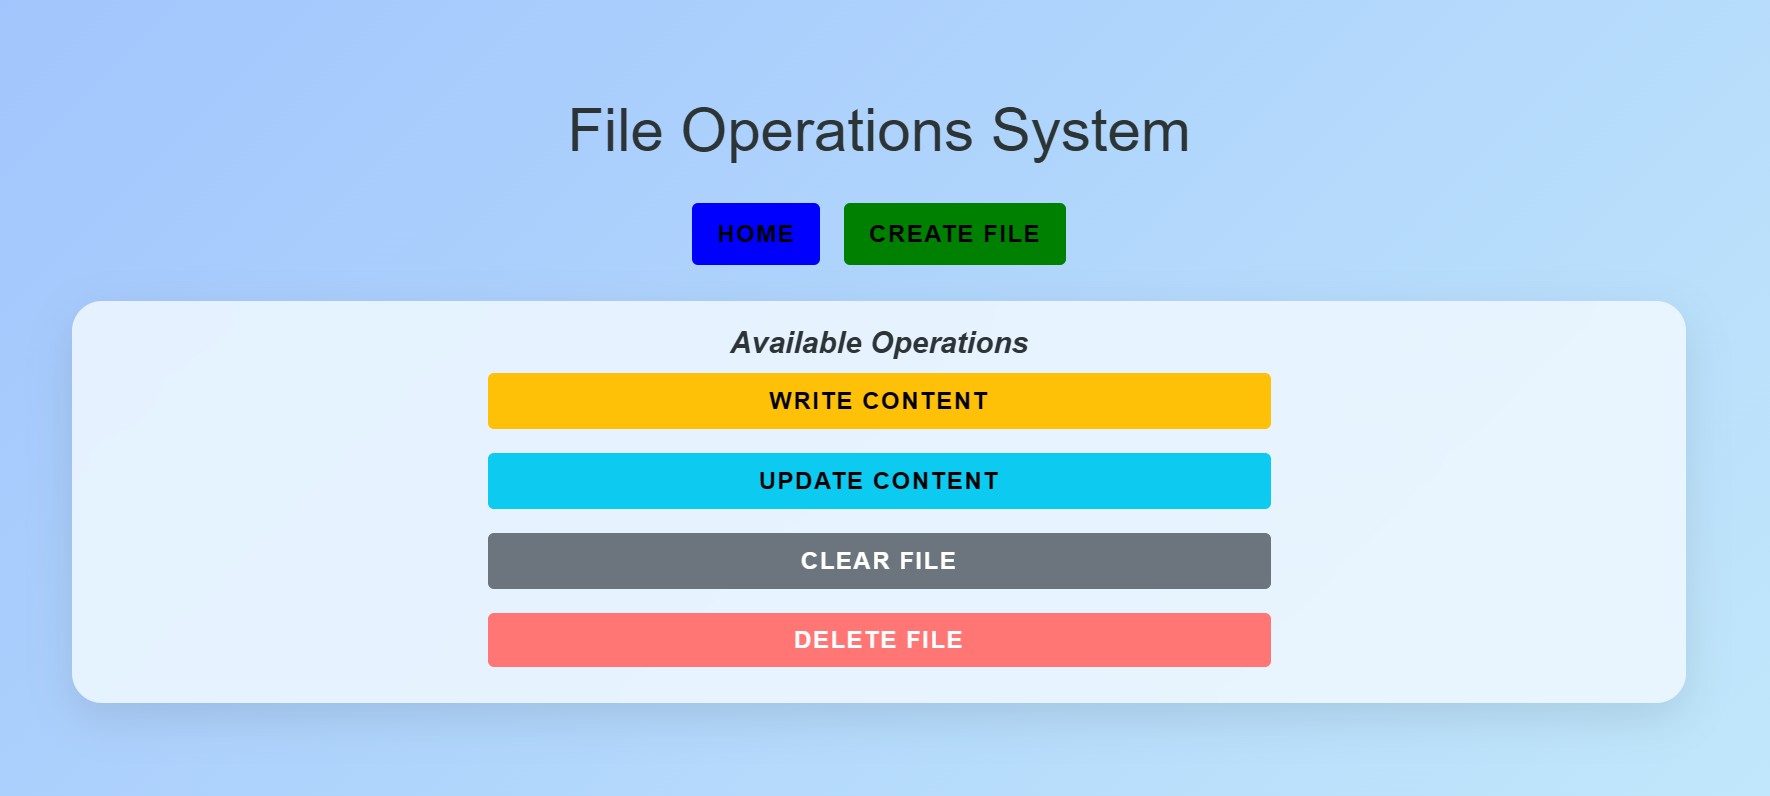 File Operations System
HOME CREATE FILE
Available Operations
WRITE CONTENT
UPDATE CONTENT
CLEAR FILE
DELETE FILE